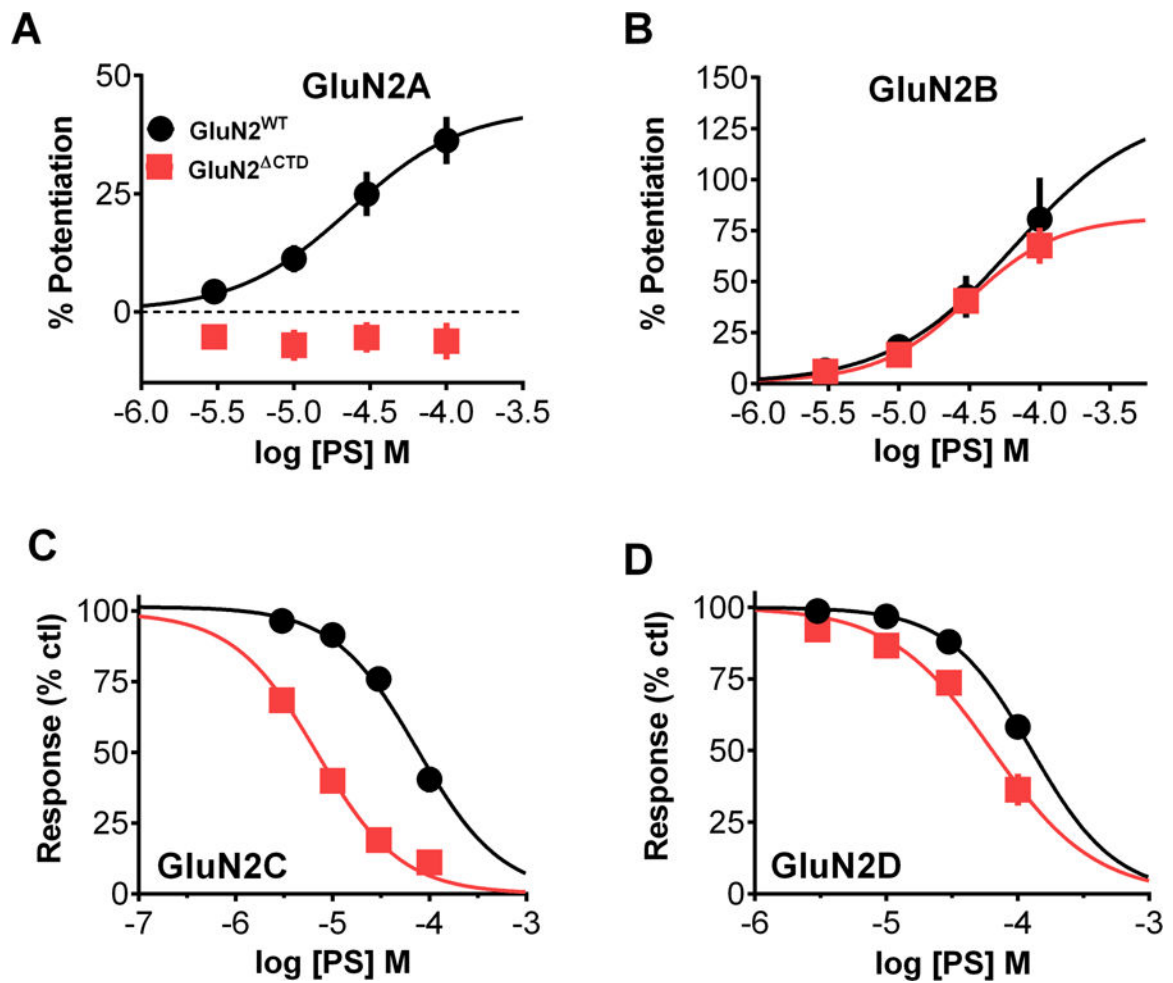 A
GluN2A
% Potentiation
50
25
0
GluN2WT
GluN2ΔCTD
-6.0 -5.5 -5.0 -4.5 -4.0 -3.5
log [PS] M
B
GluN2B
% Potentiation
150
125
100
75
50
25
0
-6.0 -5.5 -5.0 -4.5 -4.0 -3.5
log [PS] M
C
Response (% ctl)
100
75
50
25
0
GluN2C
-7 -6 -5 -4 -3
log [PS] M
D
Response (% ctl)
100
75
50
25
0
GluN2D
-6 -5 -4 -3
log [PS] M